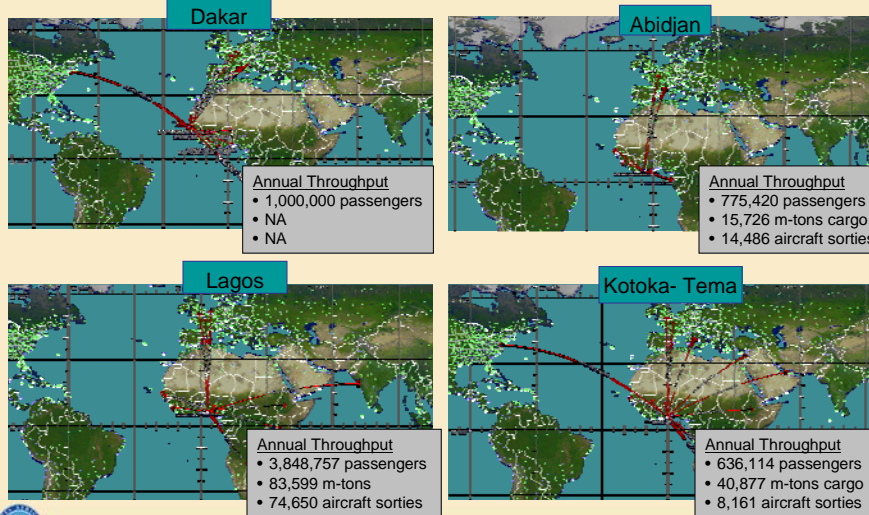 Dakar
Annual Throughput
• 1,000,000 passengers
• NA
• NA
Abidjan
Annual Throughput
• 775,420 passengers
• 15,726 m-tons cargo
• 14,486 aircraft sorties
Lagos
Annual Throughput
• 3,848,757 passengers
• 83,599 m-tons
• 74,650 aircraft sorties
Kotoka- Tema
Annual Throughput
• 636,114 passengers
• 40,877 m-tons cargo
• 8,161 aircraft sorties